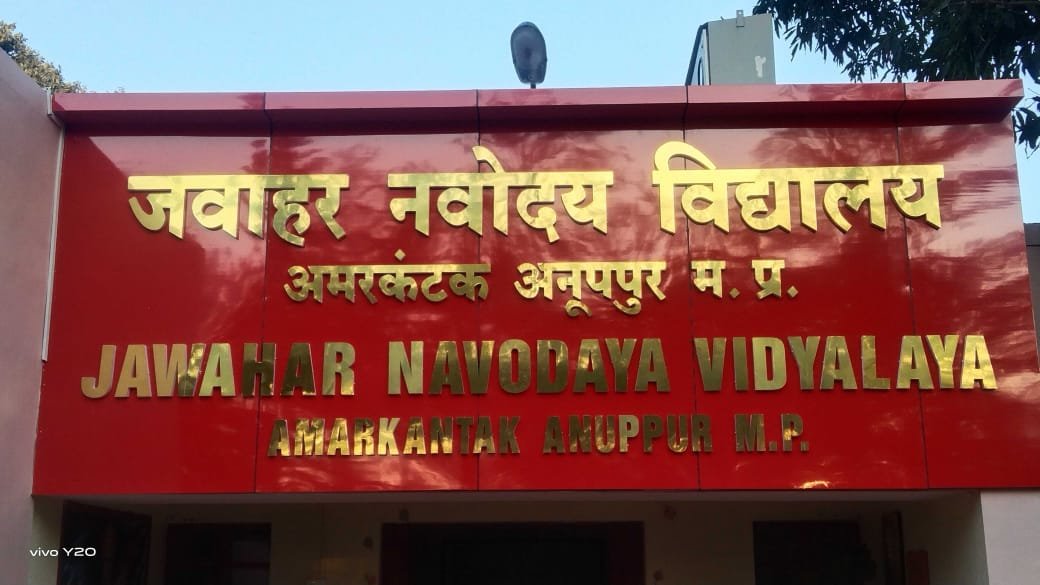 जवाहर नवोदय विद्यालय
अमरकंटक अनूपपुर म. प्र.
JAWAHAR NAVODAYA VIDYALAYA
AMARKANTAK ANUPPUR M.P.
vivo Y20